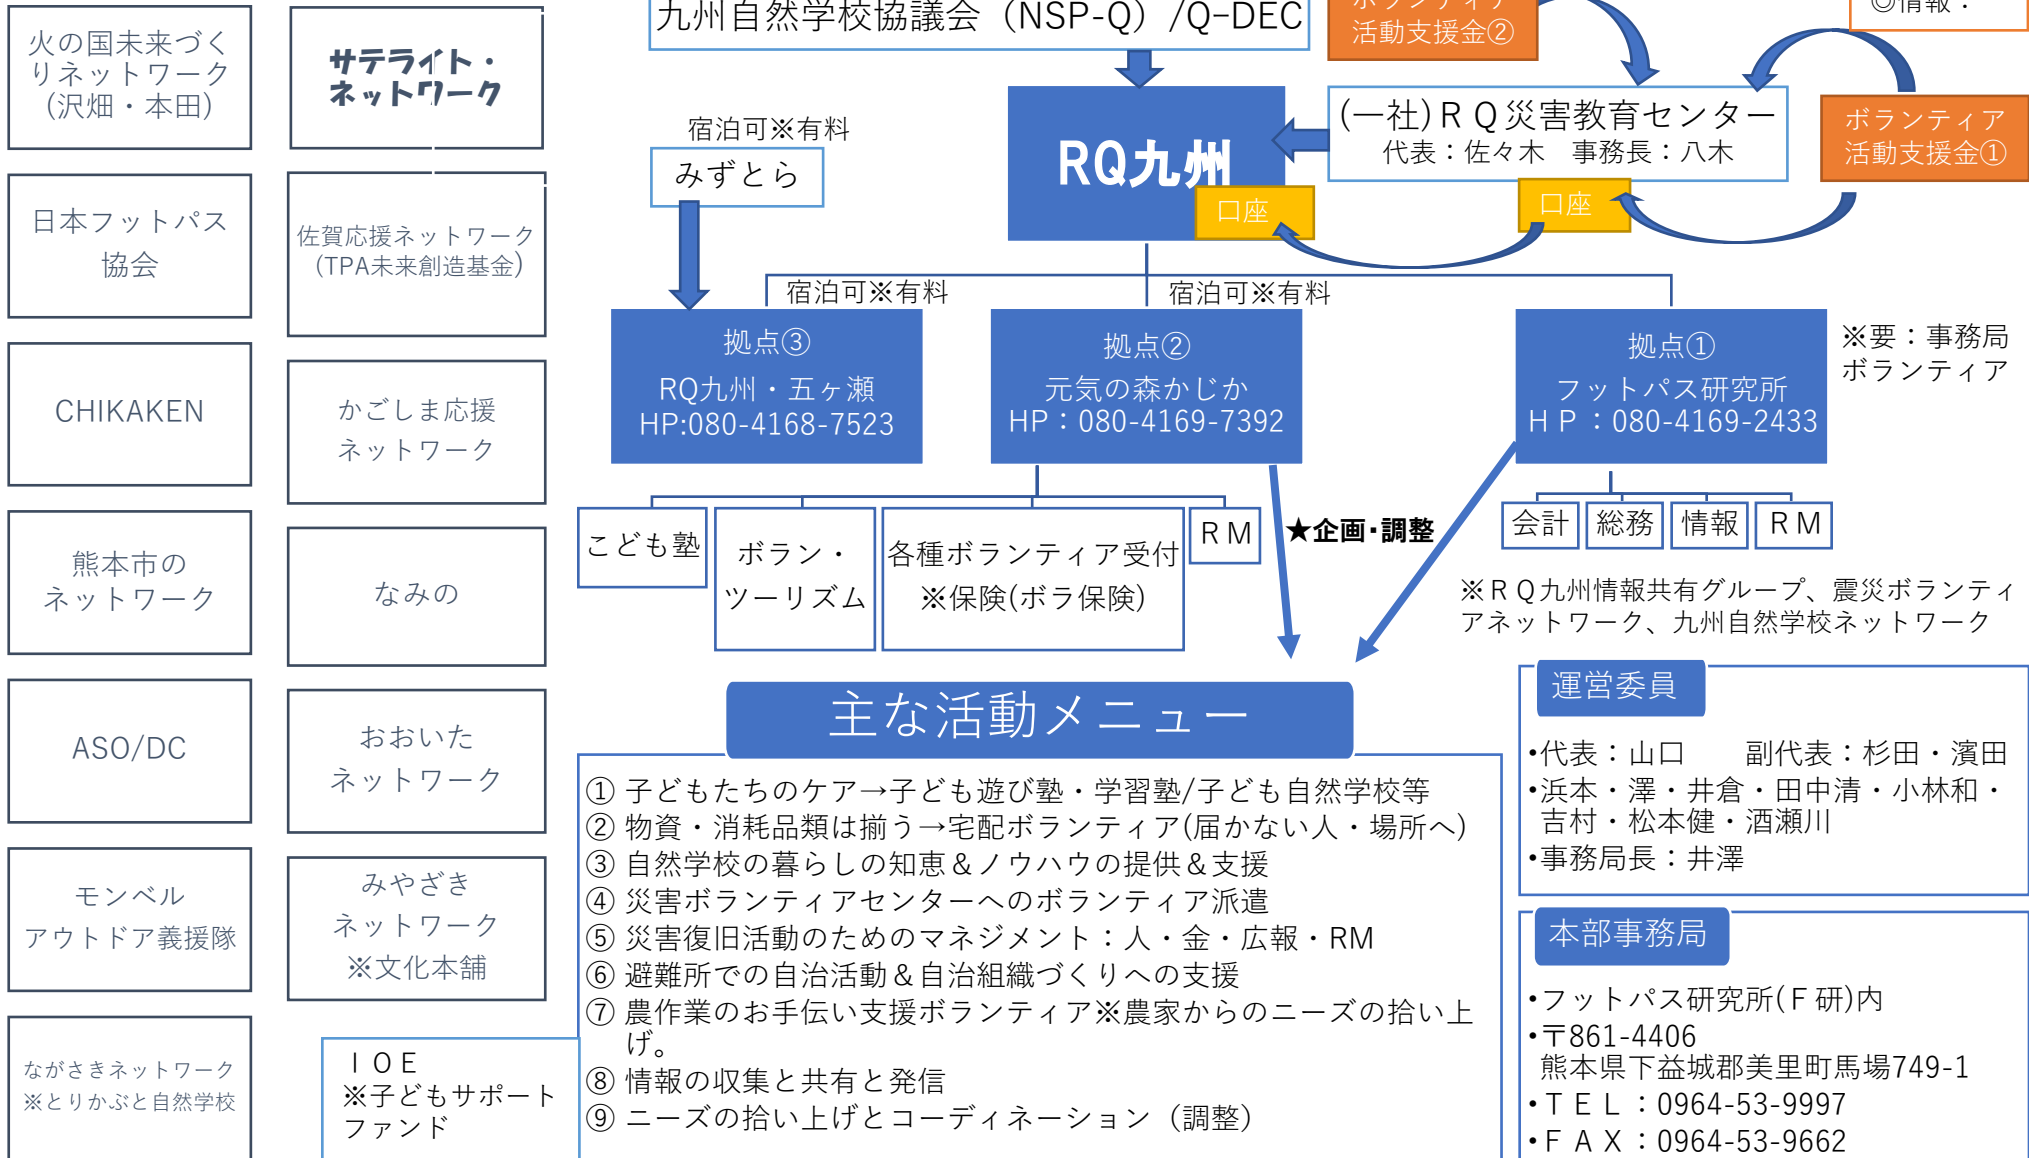 九州自然学校協議会（NSP-Q）/Q-DEC
ボランティア
活動支援金②
◎情報：
火の国未来づく
りネットワーク
(沢畑・本田)
サテライト・
ネットワーク
日本フットパス
協会
佐賀応援ネットワーク
(TPA未来創造基金)
CHIKAKEN
かごしま応援
ネットワーク
熊本市の
ネットワーク
なみの
ASO/DC
おおいた
ネットワーク
モンベル
アウトドア義援隊
みやざき
ネットワーク
※文化本舗
ながさきネットワーク
※とりかぶと自然学校
ＩＯＥ
※子どもサポート
ファンド
宿泊可※有料
みずとら
RQ九州
口座
(一社)ＲＱ災害教育センター
代表：佐々木　事務長：八木
口座
ボランティア
活動支援金①
宿泊可※有料
宿泊可※有料
拠点③
RQ九州・五ヶ瀬
HP:080-4168-7523
拠点②
元気の森かじか
HP：080-4169-7392
拠点①
フットパス研究所
ＨＰ：080-4169-2433
※要：事務局
ボランティア
こども塾
ボラン・
ツーリズム
各種ボランティア受付
※保険(ボラ保険)
ＲＭ
★企画・調整
会計
総務
情報
ＲＭ
※ＲＱ九州情報共有グループ、震災ボランティ
アネットワーク、九州自然学校ネットワーク
主な活動メニュー
① 子どもたちのケア→子ども遊び塾・学習塾/子ども自然学校等
② 物資・消耗品類は揃う→宅配ボランティア(届かない人・場所へ)
③ 自然学校の暮らしの知恵＆ノウハウの提供＆支援
④ 災害ボランティアセンターへのボランティア派遣
⑤ 災害復旧活動のためのマネジメント：人・金・広報・RM
⑥ 避難所での自治活動＆自治組織づくりへの支援
⑦ 農作業のお手伝い支援ボランティア※農家からのニーズの拾い上
げ。
⑧ 情報の収集と共有と発信
⑨ ニーズの拾い上げとコーディネーション（調整）
運営委員
•代表：山口　　副代表：杉田・濱田
•浜本・澤・井倉・田中清・小林和・
吉村・松本健・酒瀬川
•事務局長：井澤
本部事務局
•フットパス研究所(Ｆ研)内
•〒861-4406
熊本県下益城郡美里町馬場749-1
•ＴＥＬ：0964-53-9997
•ＦＡＸ：0964-53-9662